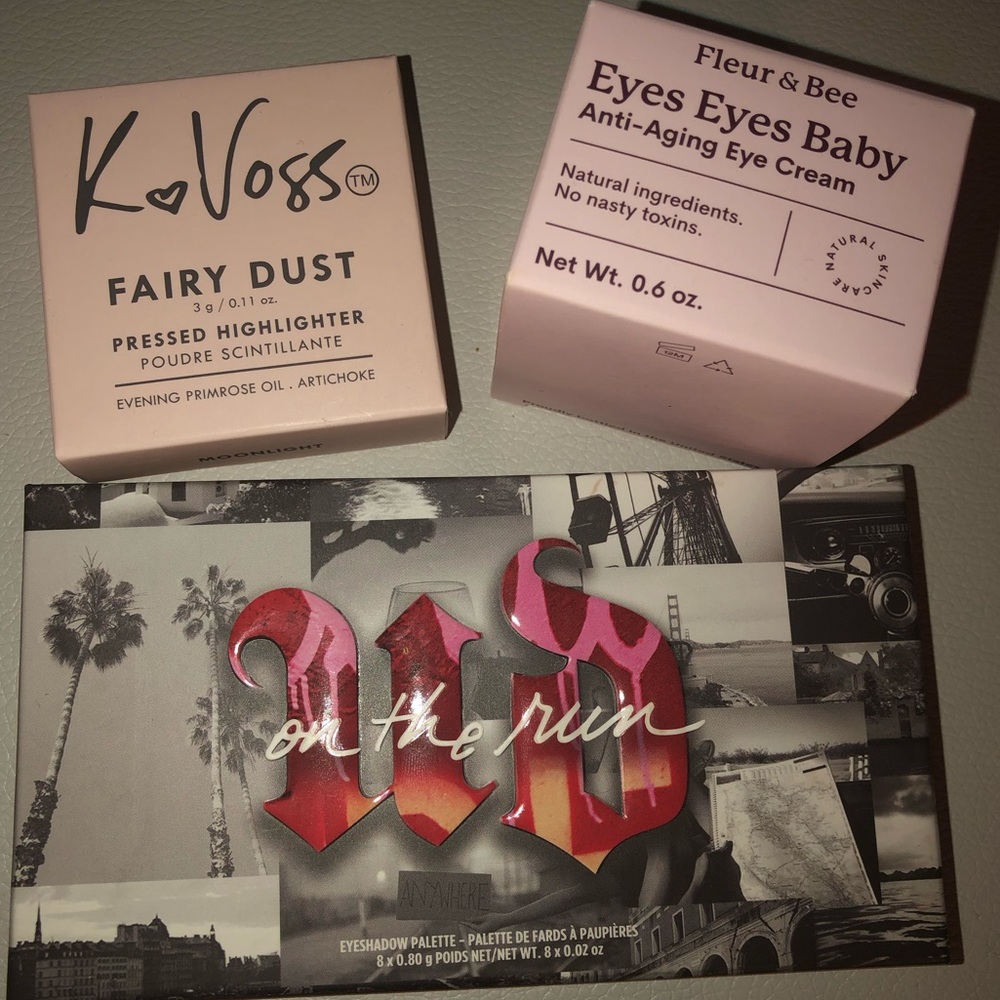 K Voss TM
FAIRY DUST
3 g / 0.11 oz.
PRESSED HIGHLIGHTER
POUDRE SCINTILLANTE
EVENING PRIMROSE OIL . ARTICHOKE
MOONLIGHT
Fleur & Bee
Eyes Eyes Baby
Anti-Aging Eye Cream
Natural ingredients.
No nasty toxins.
NATURAL SKINCARE
Net Wt. 0.6 oz.
12M
UD
on the run
ANYWHERE
EYESHADOW PALETTE - PALETTE DE FARDS À PAUPIÈRES
8 x 0.80 g POIDS NET/NET WT. 8 x 0.02 oz